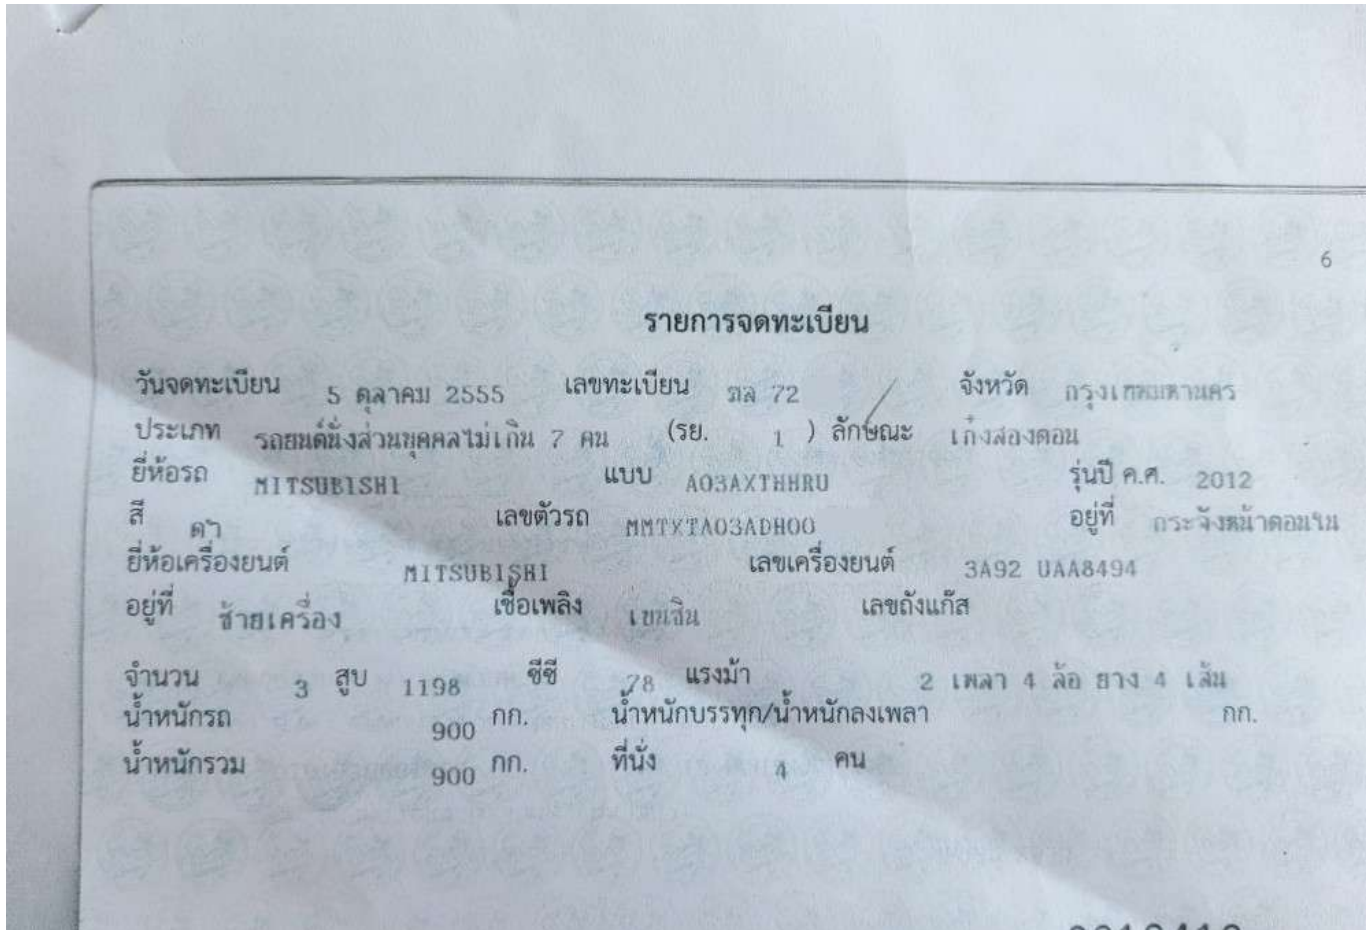 6
รายการจดทะเบียน
วันจดทะเบียน 5 ตุลาคม 2555 เลขทะเบียน 72 จังหวัด กรุงเทพมหานคร
ประเภท รถยนต์นั่งส่วนบุคคลไม่เกิน 7 คน (รย. 1 ) ลักษณะ เก๋งสองตอน
ยี่ห้อรถ MITSUBISHI แบบ A03AXTHHRU รุ่นปี ค.ศ. 2012
สี ดำ เลขตัวรถ MMTXTA03ADH00 อยู่ที่ กระจังหน้าตอนใน
ยี่ห้อเครื่องยนต์ MITSUBISHI เลขเครื่องยนต์ 3A92 UAA8494
อยู่ที่ ซ้ายเครื่อง เชื้อเพลิง เบนซิน เลขถังแก๊ส
จำนวน 3 สูบ 1198 ซีซี 78 แรงม้า 2 เพลา 4 ล้อ ยาง 4 เส้น
น้ำหนักรถ 900 กก. น้ำหนักบรรทุก/น้ำหนักลงเพลา กก.
น้ำหนักรวม 900 กก. ที่นั่ง 4 คน